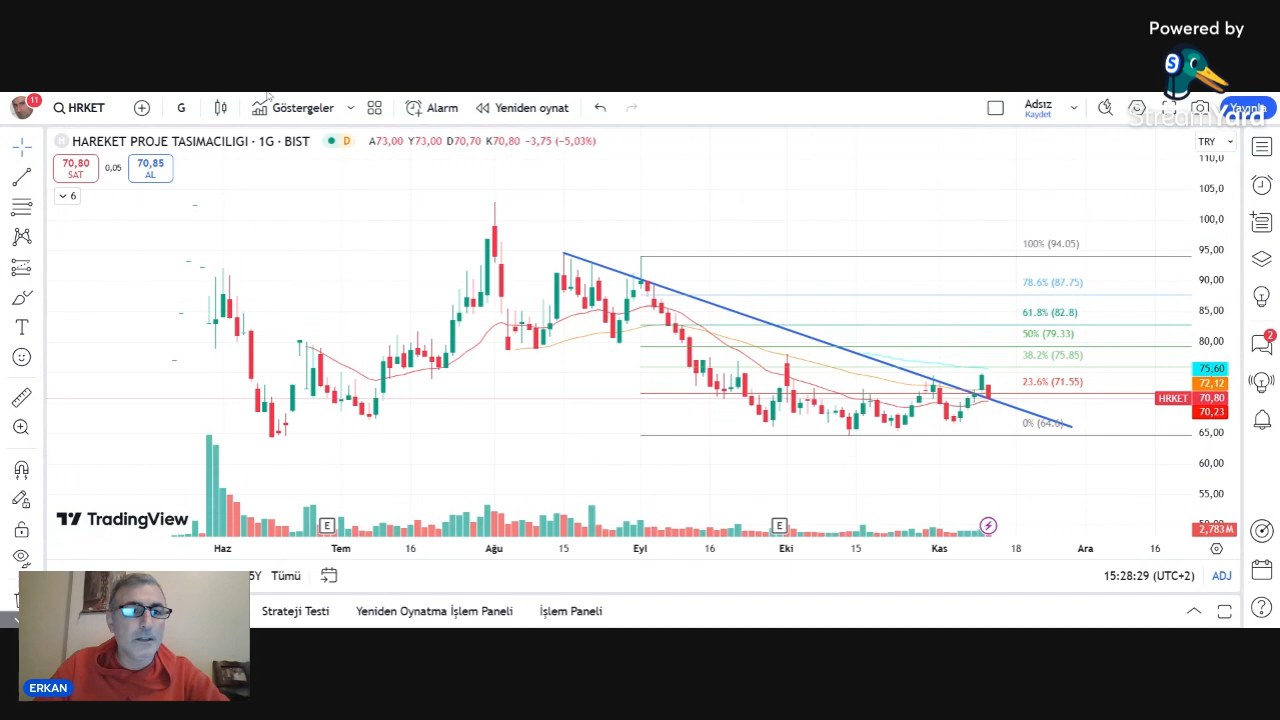 Powered by
StreamYard
11
HRKET
G
Göstergeler
Alarm
Yeniden oynat
Adsız
Kaydet
Yayınla
HAREKET PROJE TASIMACILIGI · 1G · BIST
D
A73,00 Y73,00 D70,70 K70,80 −3,75 (−5,03%)
TRY
70,80
SAT
0,05
70,85
AL
6
110,0
105,0
100,0
95,00
90,00
85,00
80,00
75,60
72,12
HRKET 70,80
70,23
65,00
60,00
55,00
2,783M
100% (94.05)
78.6% (87.75)
61.8% (82.8)
50% (79.33)
38.2% (75.85)
23.6% (71.55)
0% (64.6)
2
TradingView
E
E
Haz
Tem
16
Ağu
15
Eyl
16
Eki
15
Kas
18
Ara
16
5Y
Tümü
15:28:29 (UTC+2)
ADJ
Strateji Testi
Yeniden Oynatma İşlem Paneli
İşlem Paneli
ERKAN